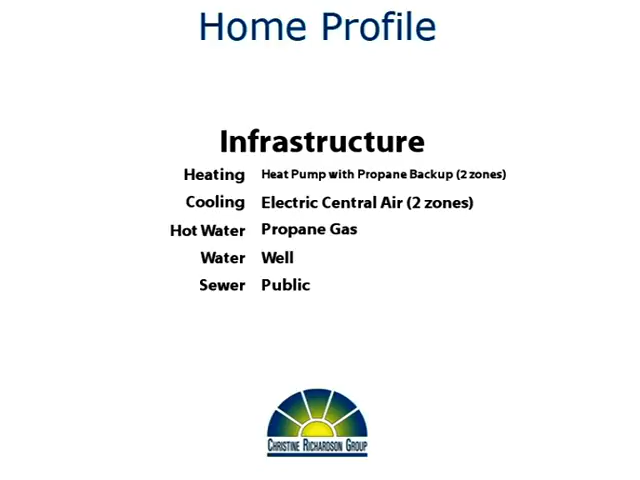 Home Profile
Infrastructure
Heating Heat Pump with Propane Backup (2 zones)
Cooling Electric Central Air (2 zones)
Hot Water Propane Gas
Water Well
Sewer Public
CHRISTINE RICHARDSON GROUP